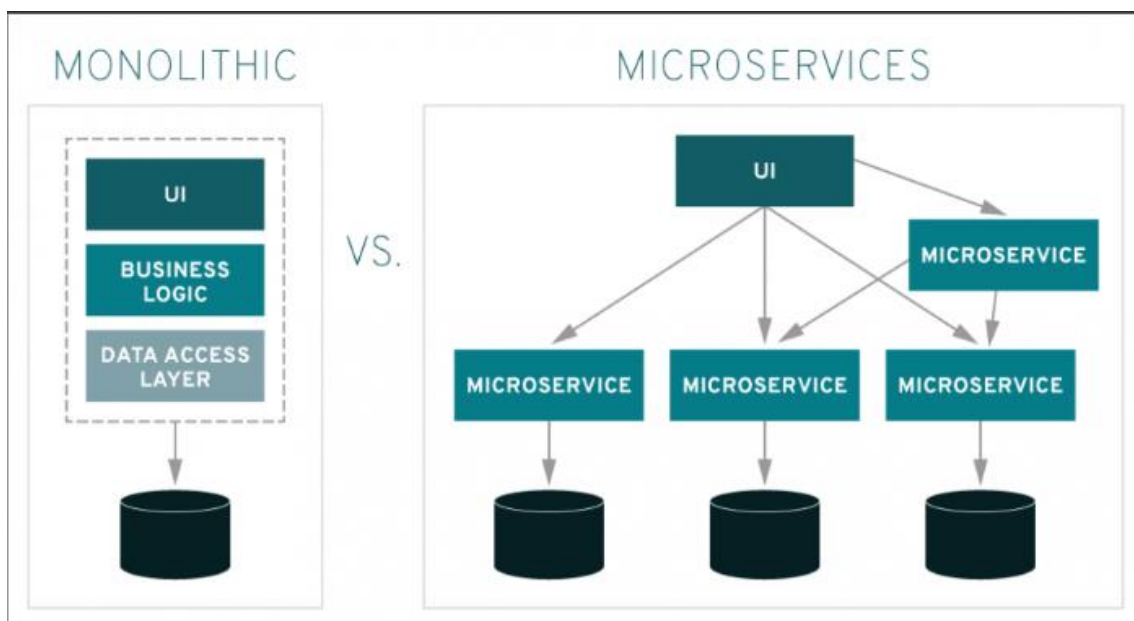 MONOLITHIC
UI
BUSINESS
LOGIC
DATA ACCESS
LAYER
VS.
MICROSERVICES
UI
MICROSERVICE
MICROSERVICE
MICROSERVICE
MICROSERVICE